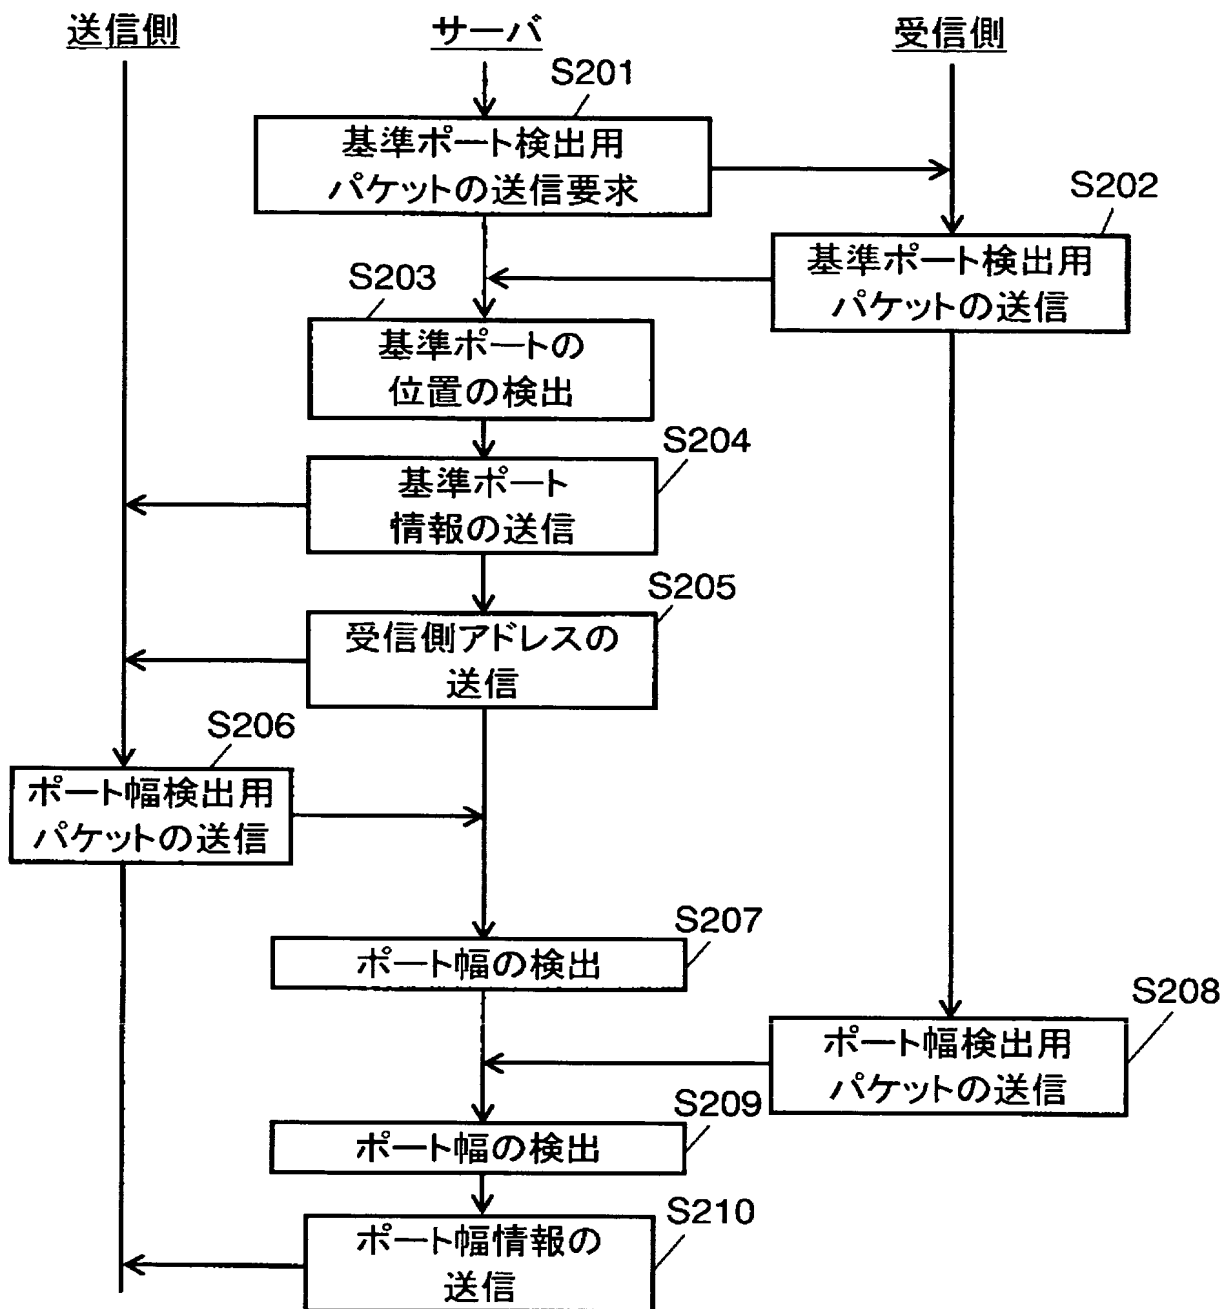 送信側
サーバ
受信側
S201
基準ポート検出用
パケットの送信要求
S202
基準ポート検出用
パケットの送信
S203
基準ポートの
位置の検出
S204
基準ポート
情報の送信
S205
受信側アドレスの
送信
S206
ポート幅検出用
パケットの送信
S207
ポート幅の検出
S208
ポート幅検出用
パケットの送信
S209
ポート幅の検出
S210
ポート幅情報の
送信